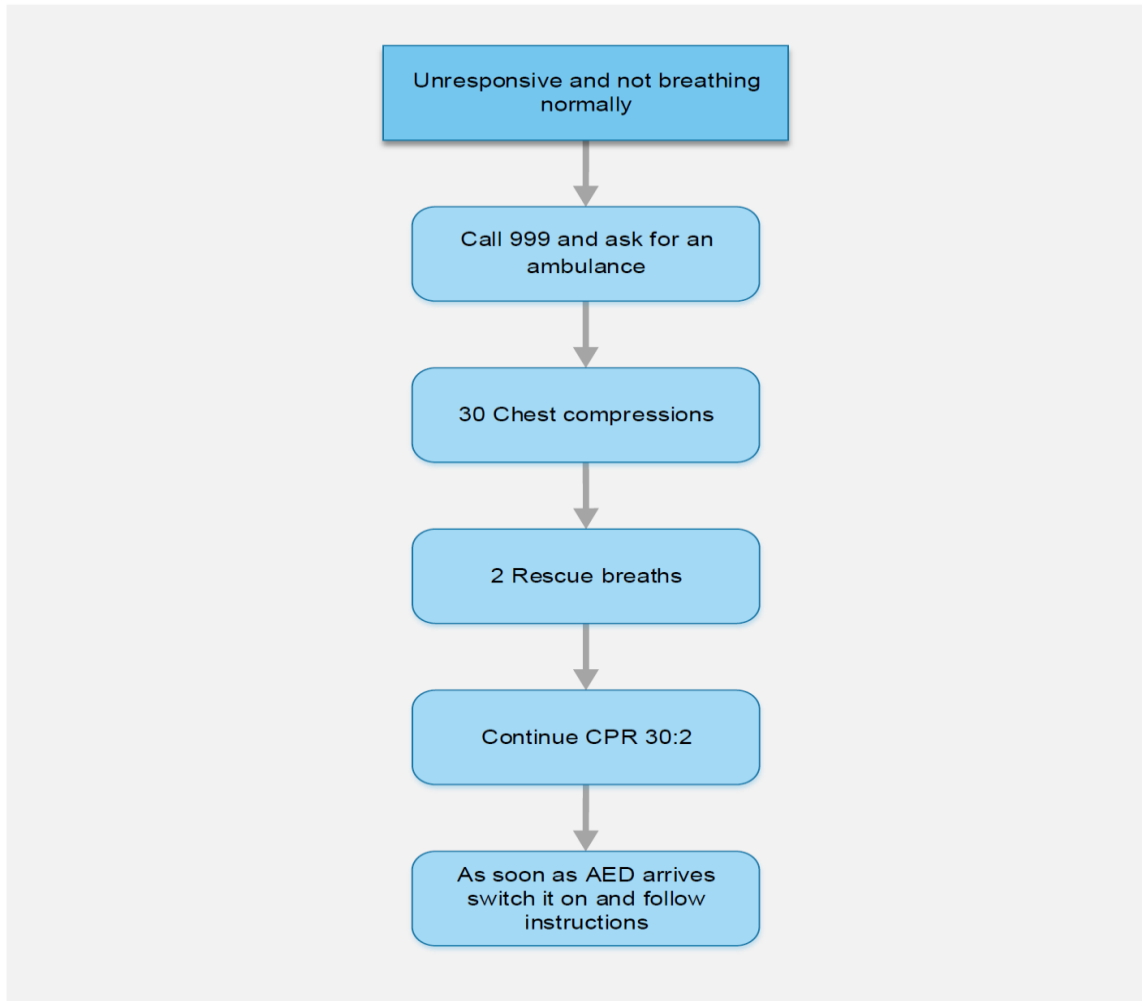 Unresponsive and not breathing
normally
Call 999 and ask for an
ambulance
30 Chest compressions
2 Rescue breaths
Continue CPR 30:2
As soon as AED arrives
switch it on and follow
instructions